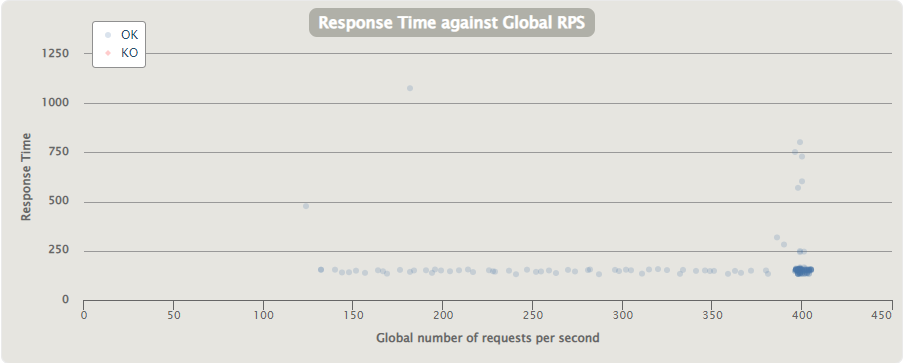 Response Time against Global RPS
OK
KO
1250
1000
750
500
250
0
Response Time
0 50 100 150 200 250 300 350 400 450
Global number of requests per second